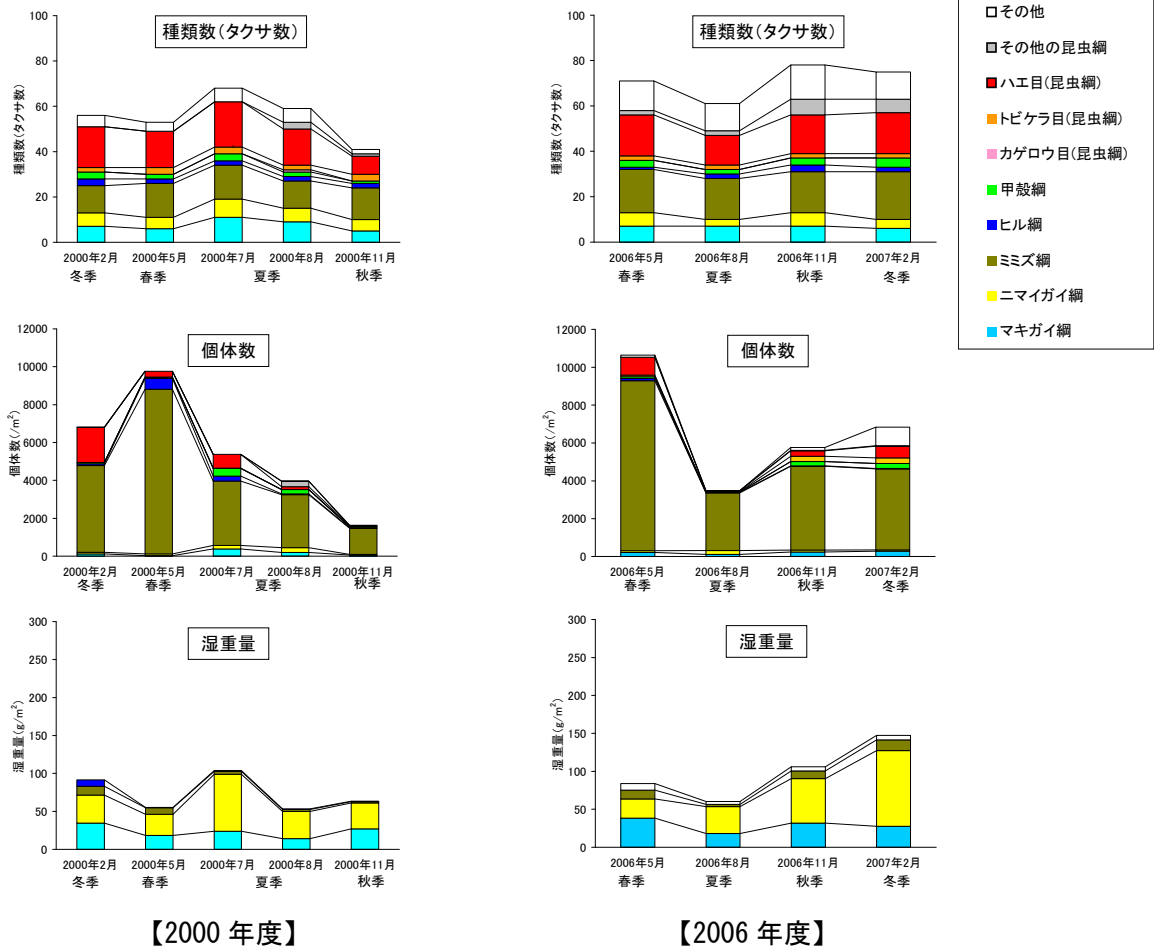 種類数(タクサ数)
種類数(タクサ数)
100
80
60
40
20
0
2000年2月 2000年5月 2000年7月 2000年8月 2000年11月
冬季 春季 夏季 秋季
種類数(タクサ数)
種類数(タクサ数)
100
80
60
40
20
0
2006年5月 2006年8月 2006年11月 2007年2月
春季 夏季 秋季 冬季
その他
その他の昆虫綱
ハエ目(昆虫綱)
トビケラ目(昆虫綱)
カゲロウ目(昆虫綱)
甲殻綱
ヒル綱
ミミズ綱
ニマイガイ綱
マキガイ綱
個体数
個体数(/m²)
12000
10000
8000
6000
4000
2000
0
2000年2月 2000年5月 2000年7月 2000年8月 2000年11月
冬季 春季 夏季 秋季
個体数
個体数(/m²)
12000
10000
8000
6000
4000
2000
0
2006年5月 2006年8月 2006年11月 2007年2月
春季 夏季 秋季 冬季
湿重量
湿重量(g/m²)
300
250
200
150
100
50
0
2000年2月 2000年5月 2000年7月 2000年8月 2000年11月
冬季 春季 夏季 秋季
湿重量
湿重量(g/m²)
300
250
200
150
100
50
0
2006年5月 2006年8月 2006年11月 2007年2月
春季 夏季 秋季 冬季
【2000 年度】
【2006 年度】